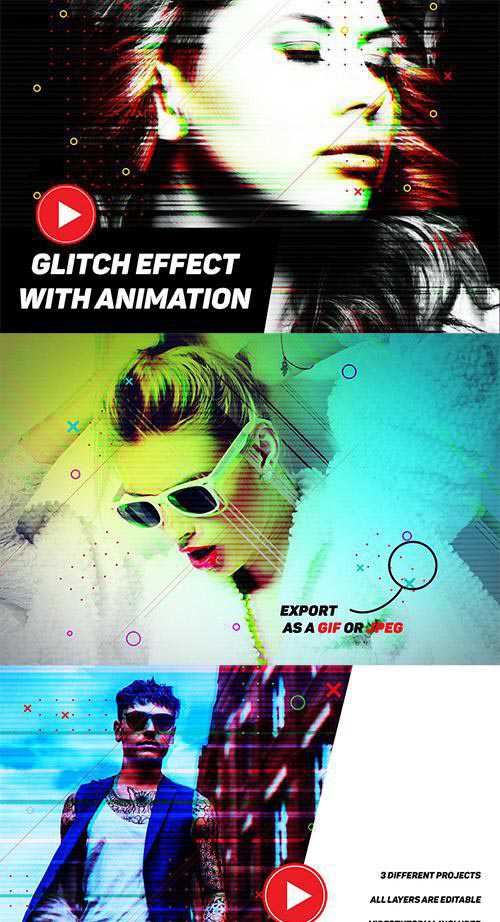 GLITCH EFFECT
WITH ANIMATION
EXPORT
AS A GIF OR JPEG
3 DIFFERENT PROJECTS
ALL LAYERS ARE EDITABLE